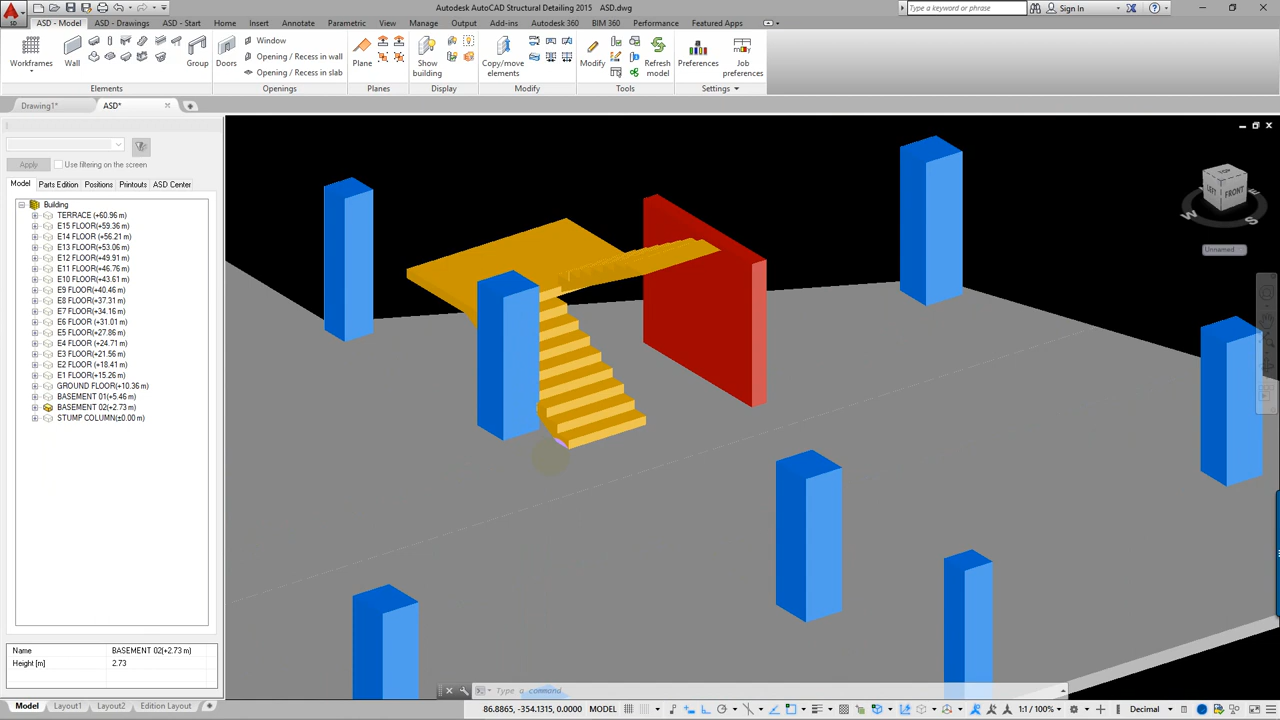 Autodesk AutoCAD Structural Detailing 2015 ASD.dwg
Type a keyword or phrase
Sign In
ASD - Model ASD - Drawings ASD - Start Home Insert Annotate Parametric View Manage Output Add-ins Autodesk 360 BIM 360 Performance Featured Apps
Workframes Wall Group Doors Window
Opening / Recess in wall
Opening / Recess in slab
Plane Show building Copy/move elements Modify Refresh model Preferences Job preferences
Elements Openings Planes Display Modify Tools Settings
Drawing1* ASD*
Apply Use filtering on the screen
Model Parts Edition Positions Printouts ASD Center
Building
TERRACE (+60.96 m)
E15 FLOOR(+59.36 m)
E14 FLOOR (+56.21 m)
E13 FLOOR(+53.06 m)
E12 FLOOR(+49.91 m)
E11 FLOOR(+46.76 m)
E10 FLOOR(+43.61 m)
E9 FLOOR(+40.46 m)
E8 FLOOR(+37.31 m)
E7 FLOOR(+34.16 m)
E6 FLOOR(+31.01 m)
E5 FLOOR(+27.86 m)
E4 FLOOR(+24.71 m)
E3 FLOOR(+21.56 m)
E2 FLOOR (+18.41 m)
E1 FLOOR(+15.26 m)
GROUND FLOOR(+10.36 m)
BASEMENT 01(+5.46 m)
BASEMENT 02(+2.73 m)
STUMP COLUMN(±0.00 m)
TOP
LEFT FRONT
W S E
Unnamed
Name BASEMENT 02(+2.73 m)
Height [m] 2.73
Type a command
Model Layout1 Layout2 Edition Layout
86.8865, -354.1315, 0.0000 MODEL
1:1 / 100% Decimal